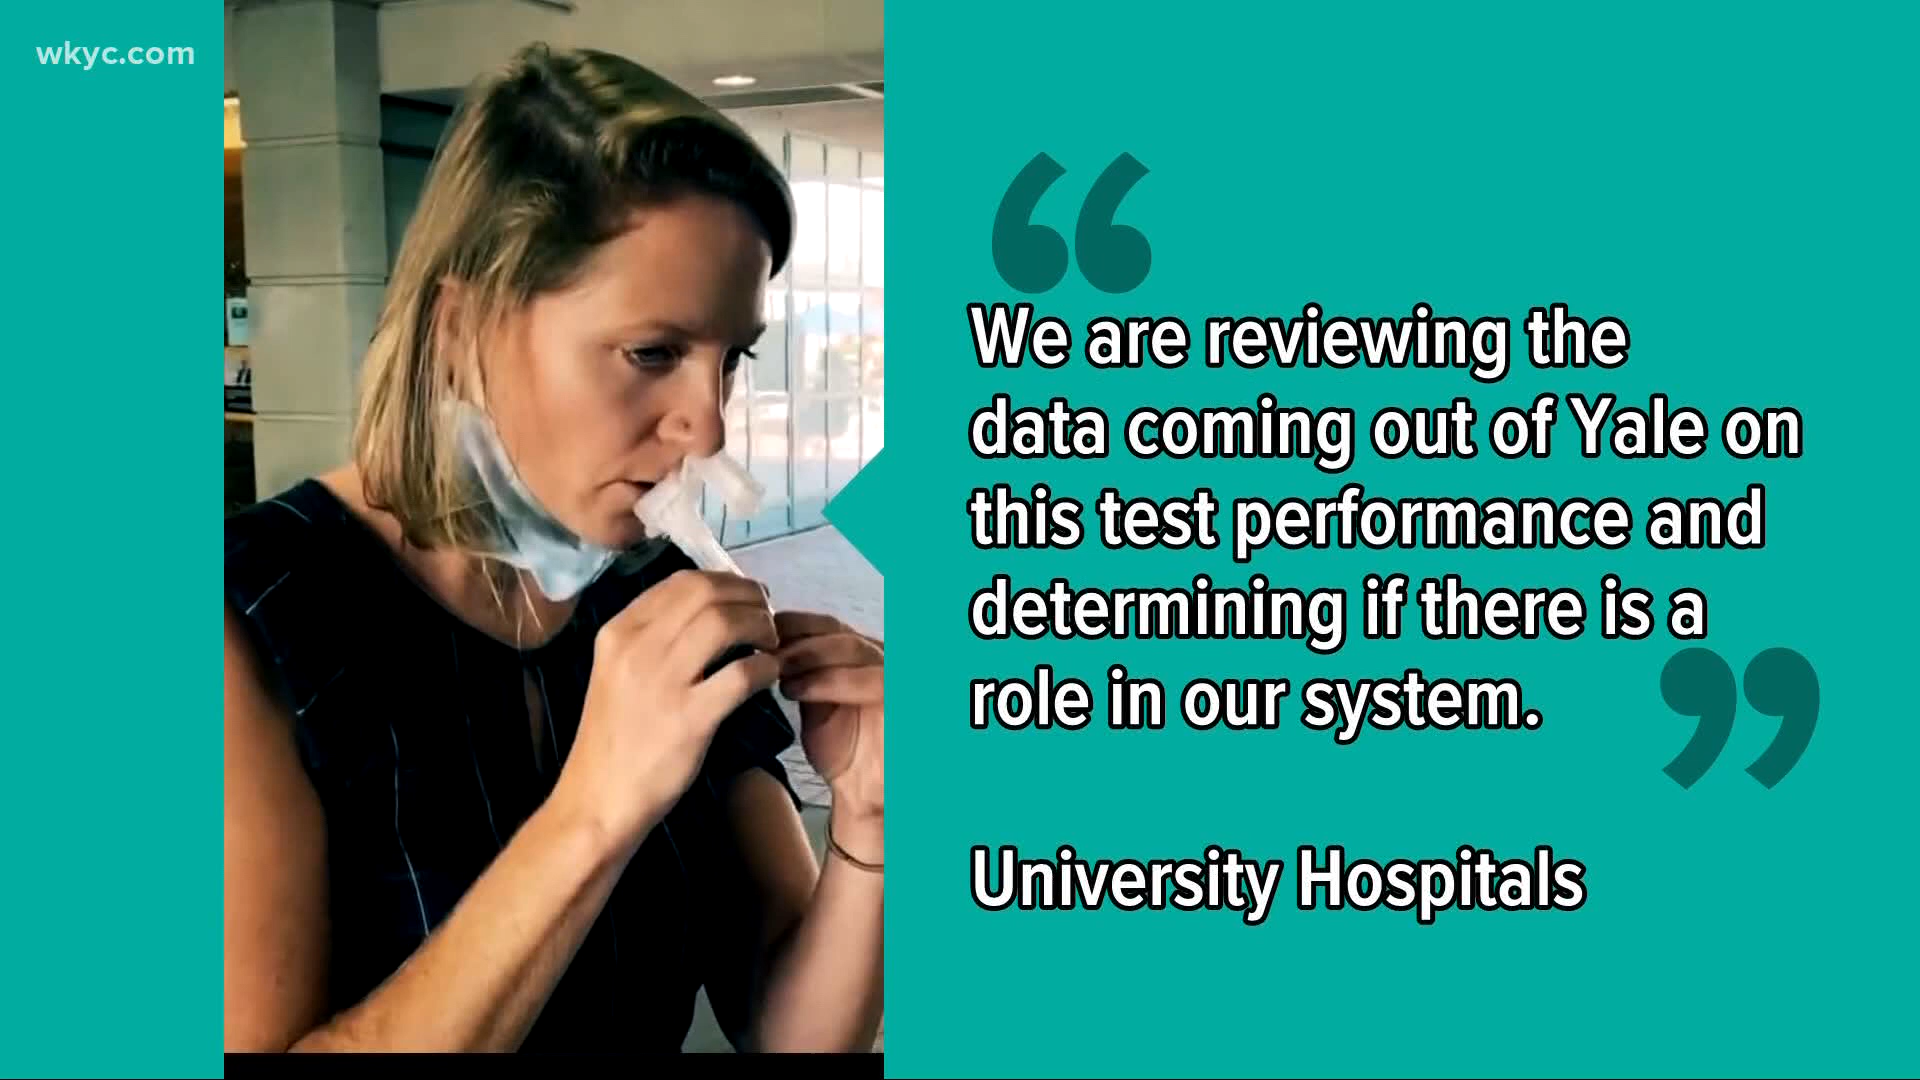 wkyc.com
“
We are reviewing the
data coming out of Yale on
this test performance and
determining if there is a
role in our system.
”
University Hospitals